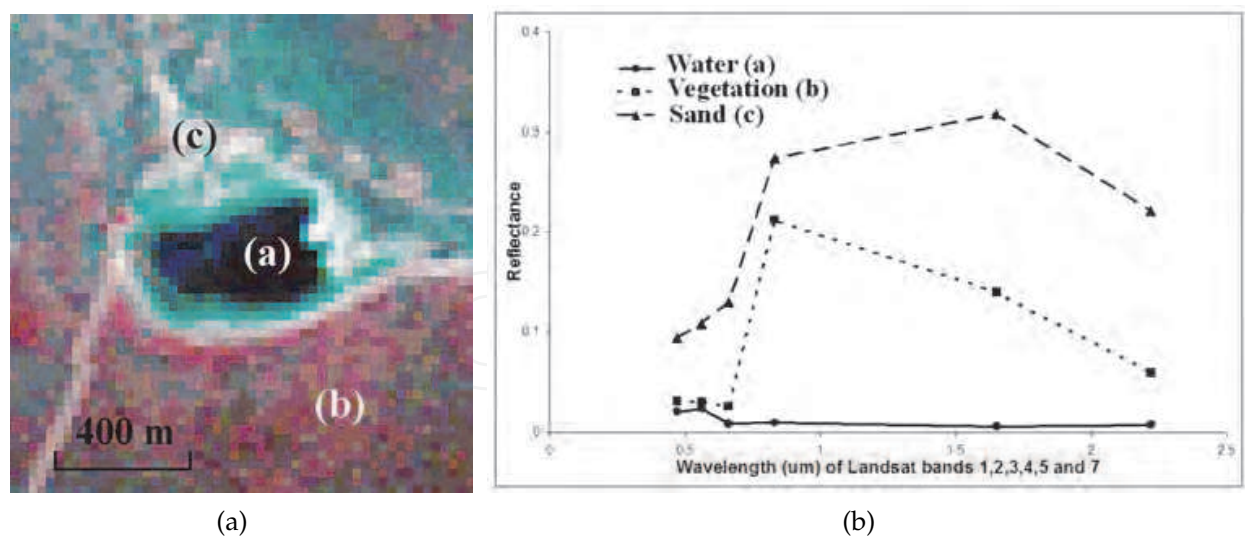 (c)
(a)
(b)
400 m
0.4
0.3
0.2
0.1
0
0.5
1
1.5
2
2.5
Reflectance
Water (a)
Vegetation (b)
Sand (c)
Wavelength (um) of Landsat bands 1,2,3,4,5 and 7
(a)
(b)